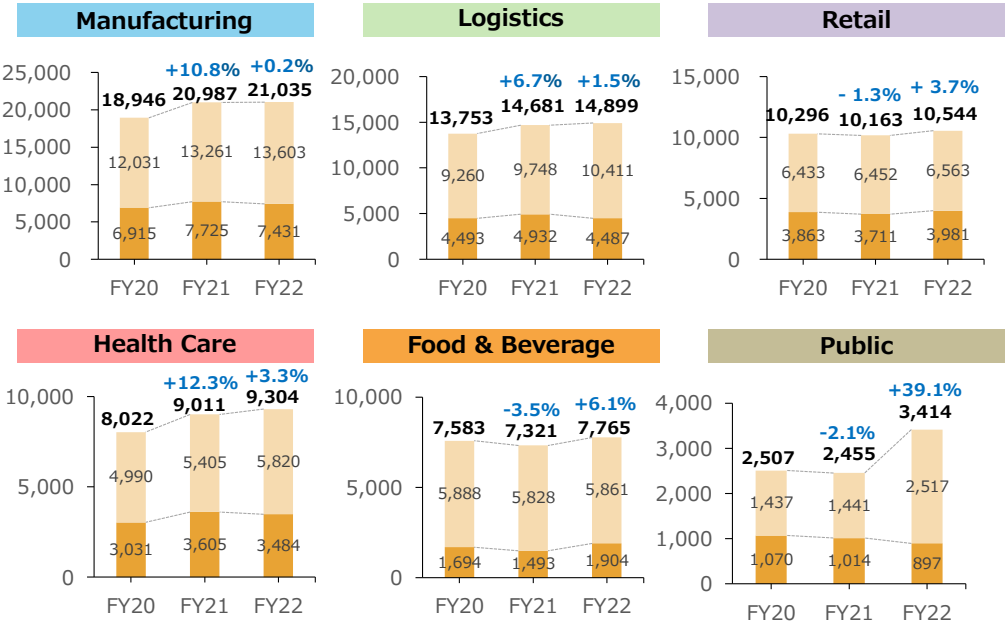 Manufacturing
+10.8% +0.2%
25,000
18,946 20,987 21,035
20,000
12,031 13,261 13,603
15,000
10,000
5,000
6,915 7,725 7,431
0
FY20 FY21 FY22
Logistics
+6.7% +1.5%
20,000
13,753 14,681 14,899
15,000
9,260 9,748 10,411
10,000
5,000
4,493 4,932 4,487
0
FY20 FY21 FY22
Retail
- 1.3% + 3.7%
15,000
10,296 10,163 10,544
10,000
6,433 6,452 6,563
5,000
3,863 3,711 3,981
0
FY20 FY21 FY22
Health Care
+12.3% +3.3%
10,000
8,022 9,011 9,304
4,990 5,405 5,820
5,000
3,031 3,605 3,484
0
FY20 FY21 FY22
Food & Beverage
-3.5% +6.1%
10,000
7,583 7,321 7,765
5,888 5,828 5,861
5,000
1,694 1,493 1,904
0
FY20 FY21 FY22
Public
+39.1%
4,000
3,414
-2.1%
2,507 2,455
3,000
2,000
1,437 1,441 2,517
1,000
1,070 1,014 897
0
FY20 FY21 FY22